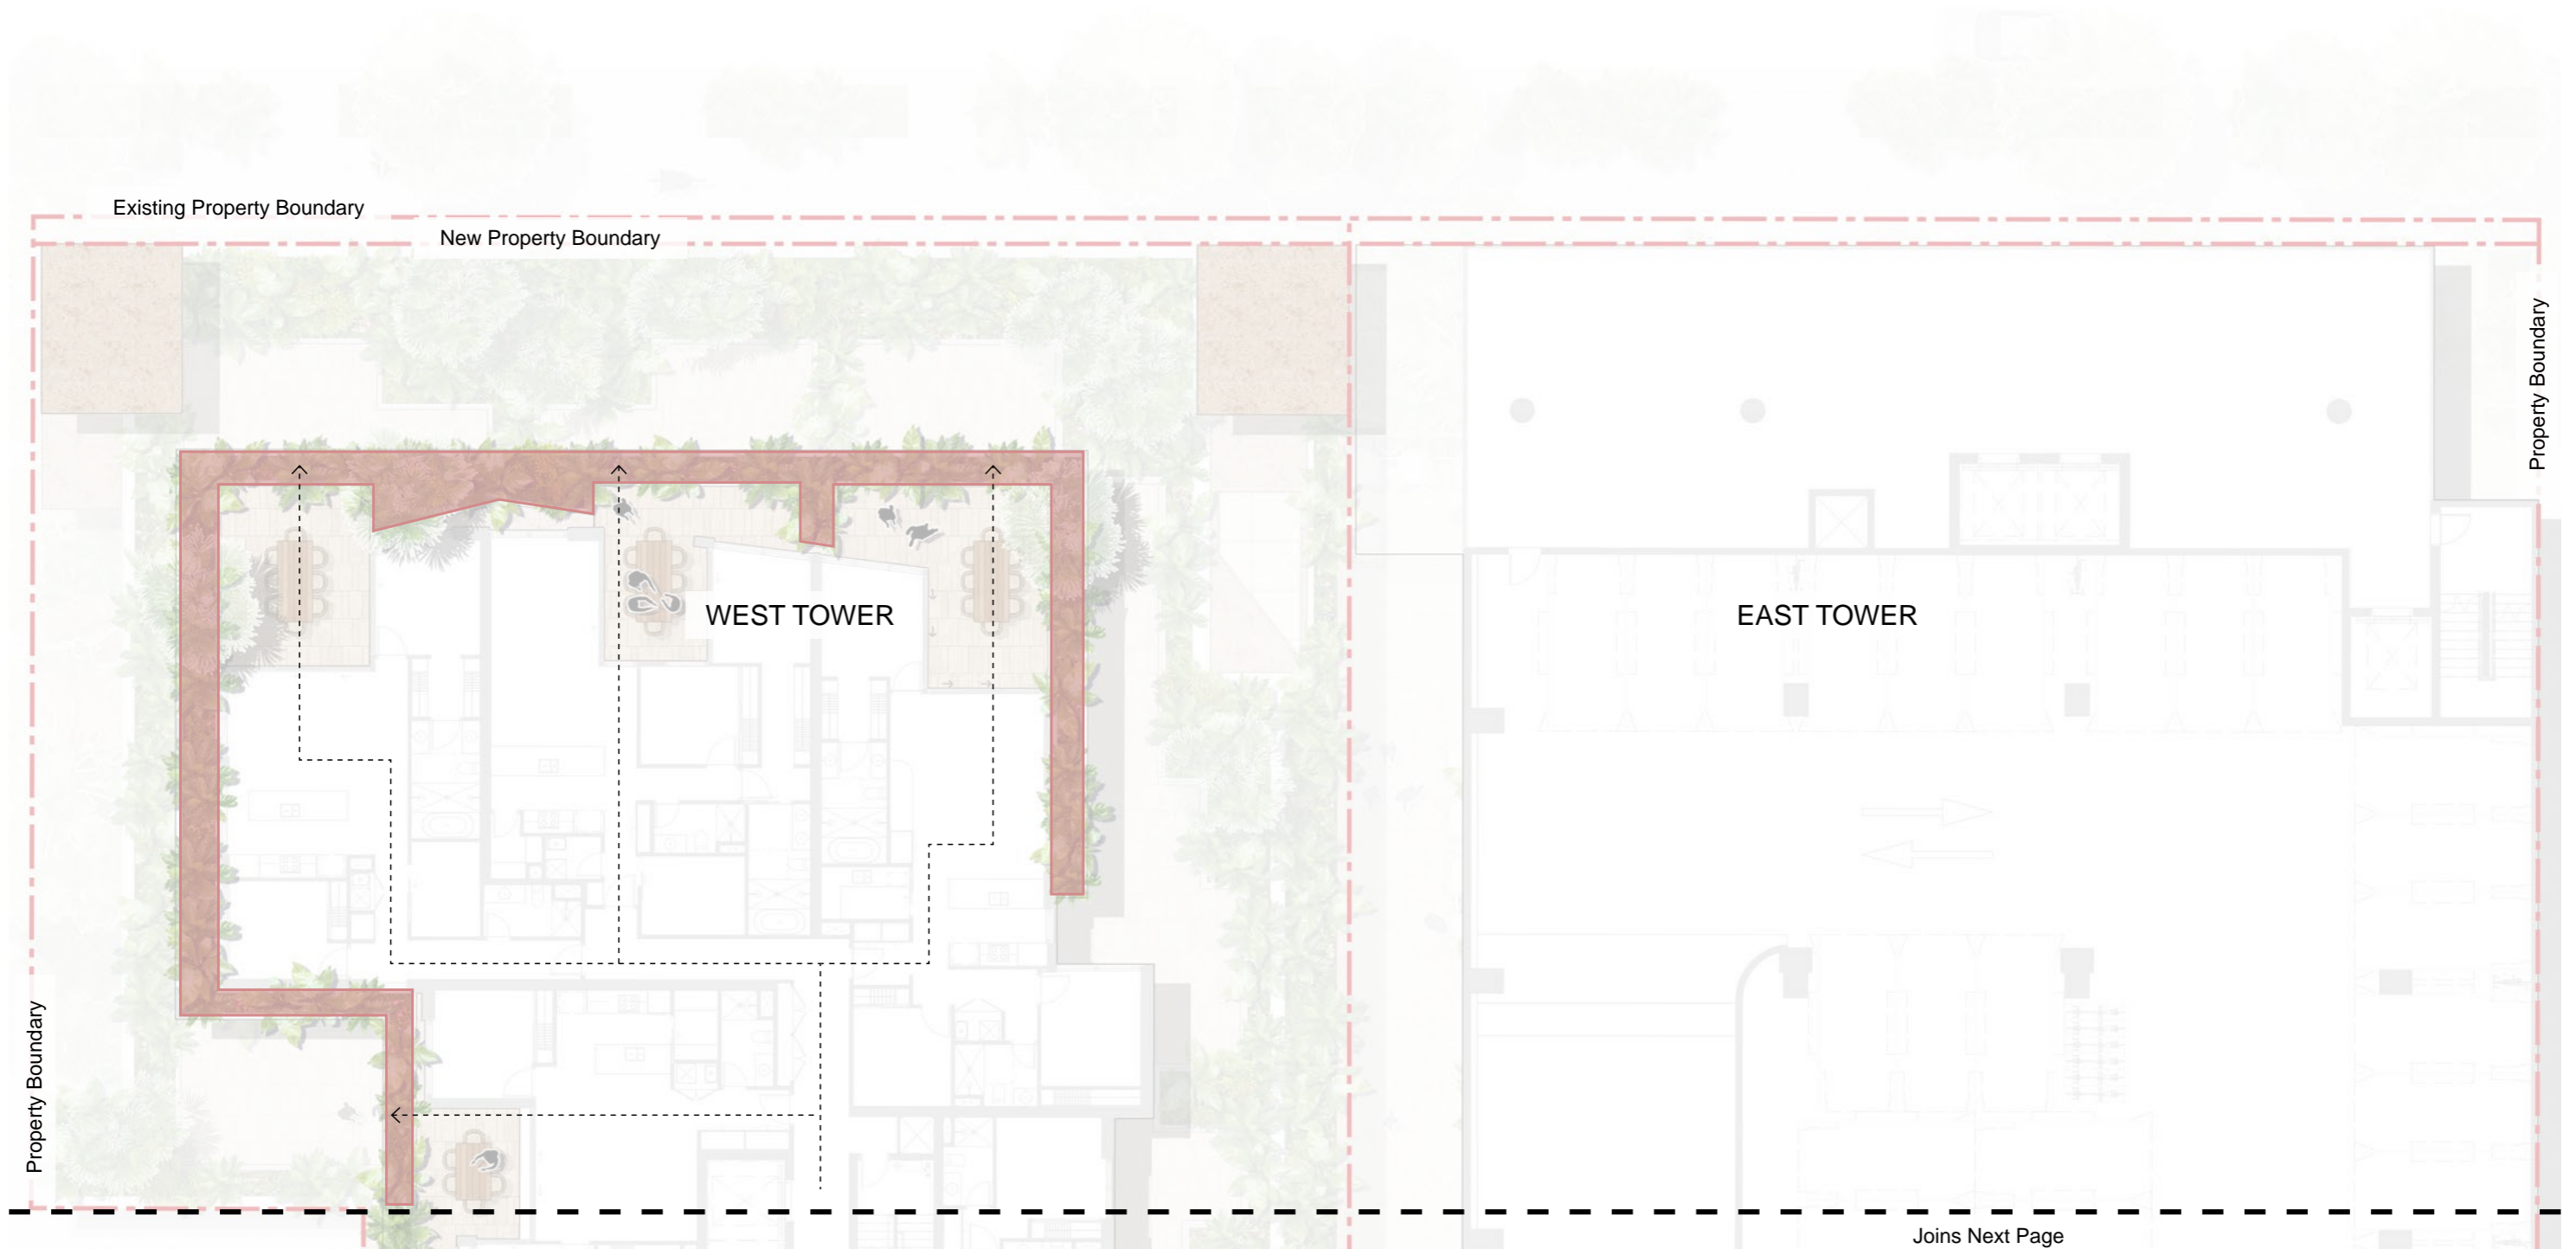 Existing Property Boundary
New Property Boundary
Property Boundary
WEST TOWER
EAST TOWER
Property Boundary
Joins Next Page